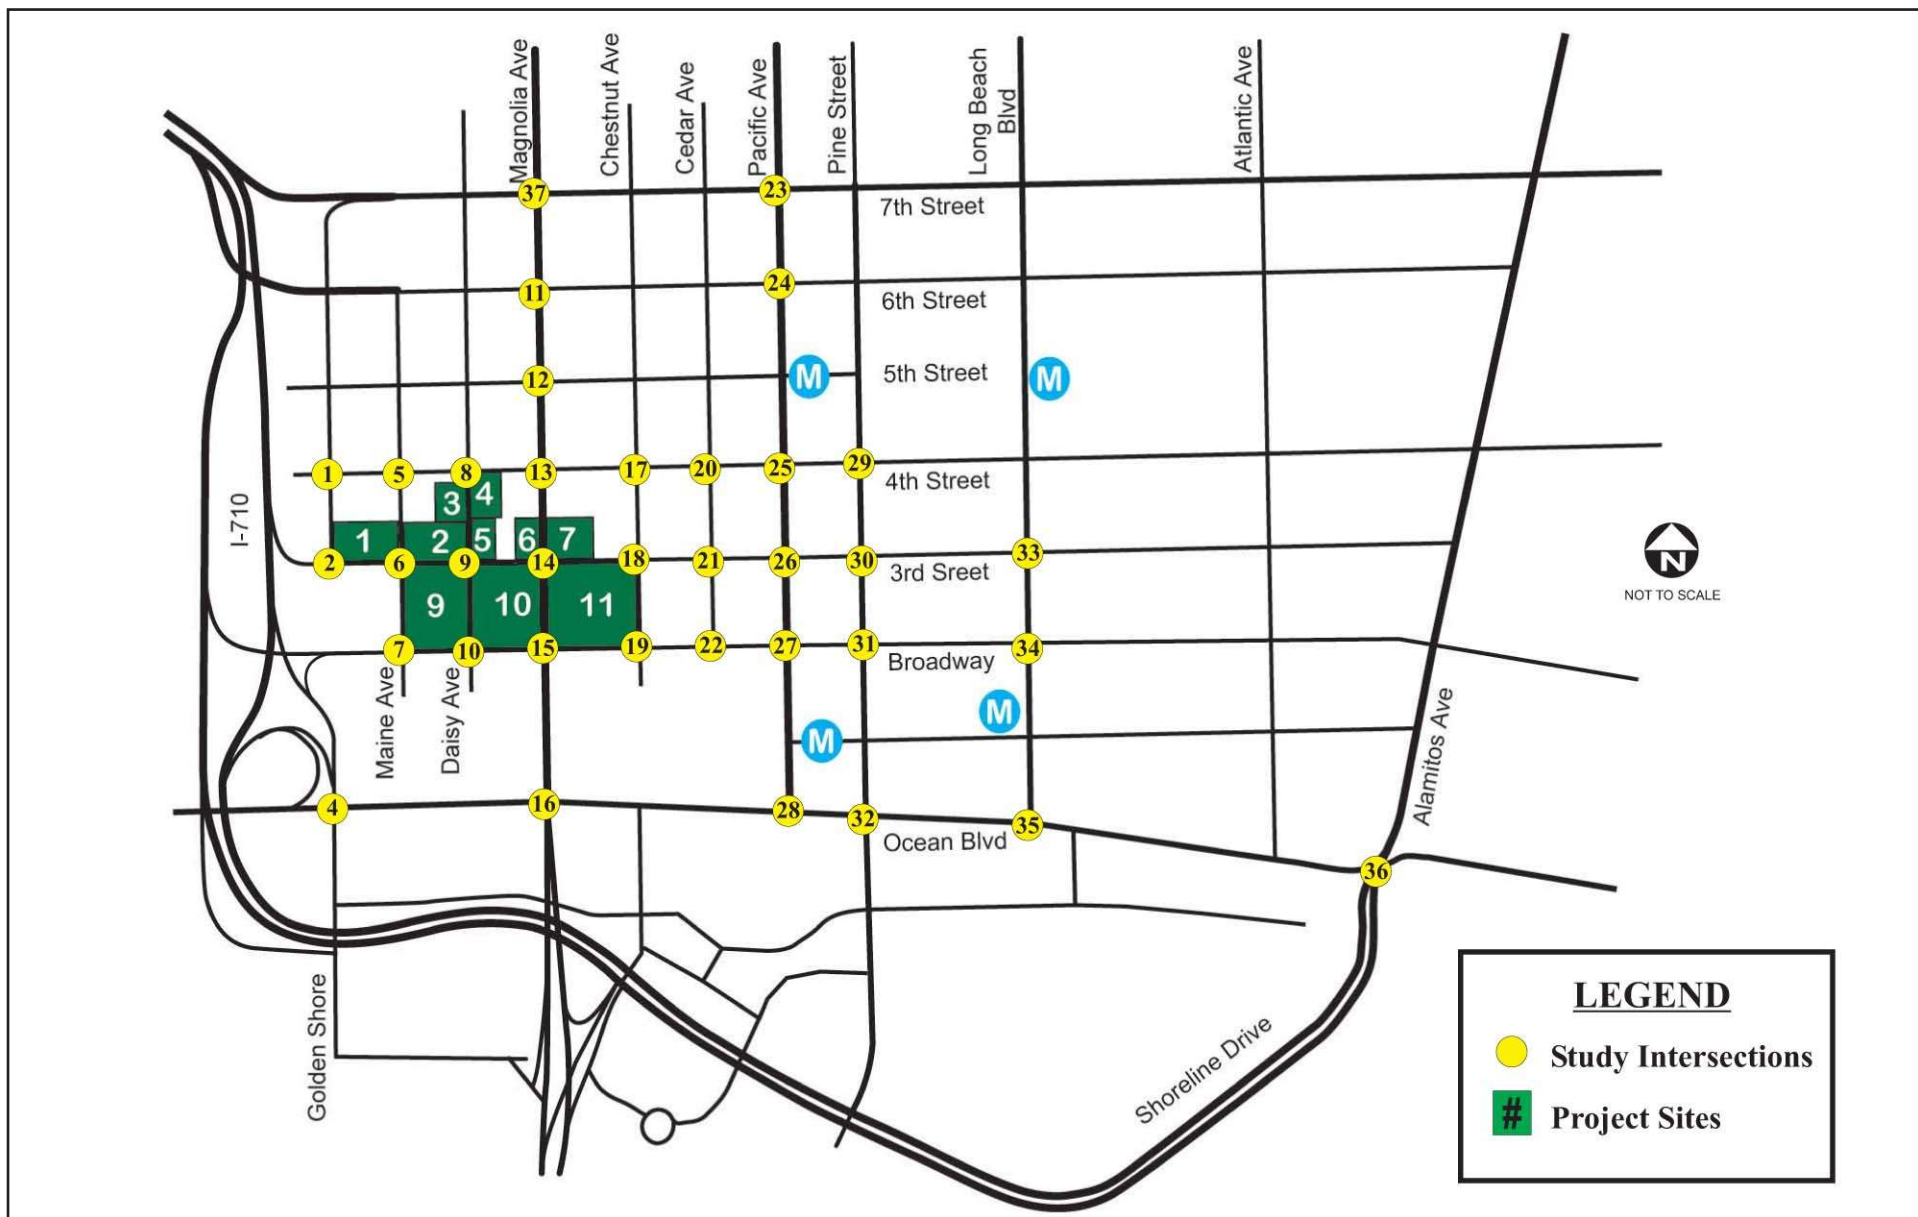 Magnolia Ave
Chestnut Ave
Cedar Ave
Pacific Ave
Pine Street
Long Beach
Blvd
Atlantic Ave
37
23
7th Street
11
24
6th Street
12
M
5th Street
M
1
5
8
13
17
20
25
29
4th Street
3
4
I-710
1
2
5
6
7
2
6
9
14
18
21
26
30
33
3rd Sreet
N
NOT TO SCALE
9
10
11
7
10
15
19
22
27
31
34
Broadway
Maine Ave
Daisy Ave
M
M
Alamitos Ave
4
16
28
32
35
Ocean Blvd
36
Golden Shore
Shoreline Drive
LEGEND
Study Intersections
# Project Sites